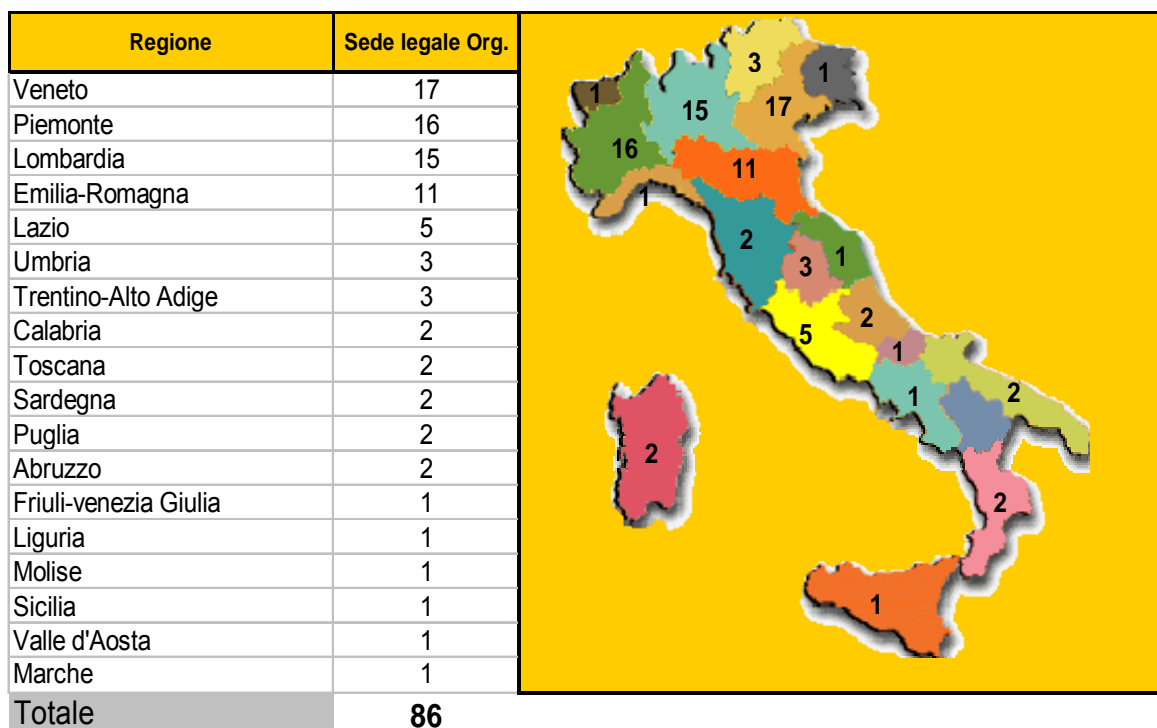 Regione Sede legale Org.
Veneto 17
Piemonte 16
Lombardia 15
Emilia-Romagna 11
Lazio 5
Umbria 3
Trentino-Alto Adige 3
Calabria 2
Toscana 2
Sardegna 2
Puglia 2
Abruzzo 2
Friuli-venezia Giulia 1
Liguria 1
Molise 1
Sicilia 1
Valle d'Aosta 1
Marche 1
Totale 86
3
1
1
15
17
16
11
1
2
1
3
2
5
1
1
2
2
2
1